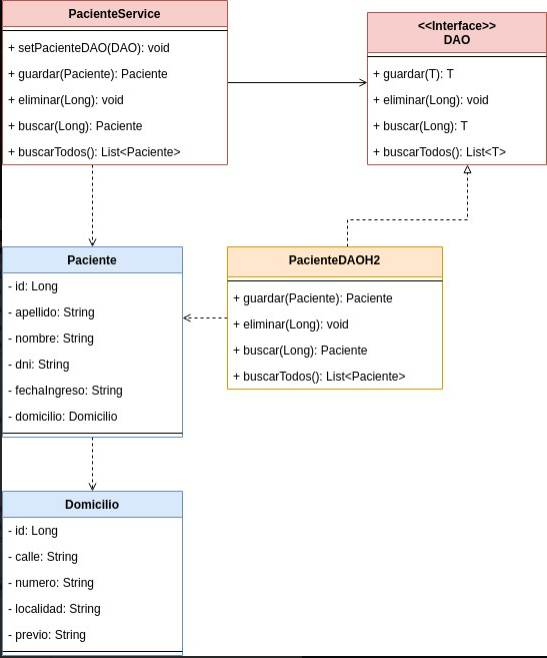 PacienteService
+ setPacienteDAO(DAO): void
+ guardar(Paciente): Paciente
+ eliminar(Long): void
+ buscar(Long): Paciente
+ buscarTodos(): List<Paciente>
<<Interface>>
DAO
+ guardar(T): T
+ eliminar(Long): void
+ buscar(Long): T
+ buscarTodos(): List<T>
Paciente
- id: Long
- apellido: String
- nombre: String
- dni: String
- fechaIngreso: String
- domicilio: Domicilio
PacienteDAOH2
+ guardar(Paciente): Paciente
+ eliminar(Long): void
+ buscar(Long): Paciente
+ buscarTodos(): List<Paciente>
Domicilio
- id: Long
- calle: String
- numero: String
- localidad: String
- previo: String